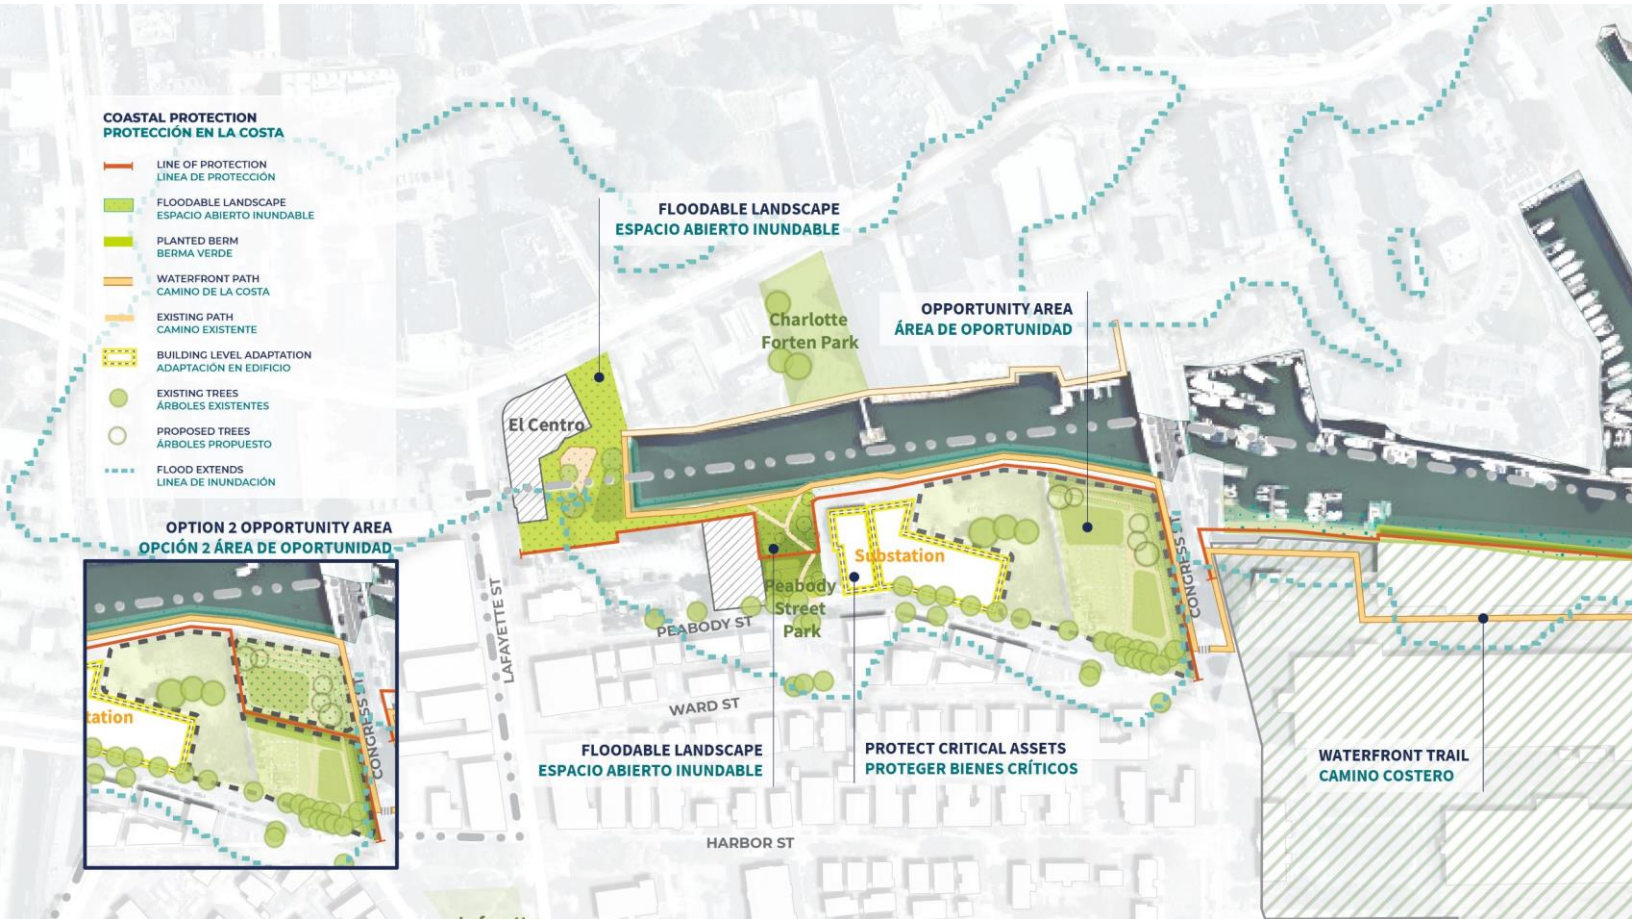 COASTAL PROTECTION
PROTECCIÓN EN LA COSTA
LINE OF PROTECTION
LINEA DE PROTECCIÓN
FLOODABLE LANDSCAPE
ESPACIO ABIERTO INUNDABLE
PLANTED BERM
BERMA VERDE
WATERFRONT PATH
CAMINO DE LA COSTA
EXISTING PATH
CAMINO EXISTENTE
BUILDING LEVEL ADAPTATION
ADAPTACIÓN EN EDIFICIO
EXISTING TREES
ÁRBOLES EXISTENTES
PROPOSED TREES
ÁRBOLES PROPUESTO
FLOOD EXTENDS
LINEA DE INUNDACIÓN
FLOODABLE LANDSCAPE
ESPACIO ABIERTO INUNDABLE
Charlotte
Forten Park
OPPORTUNITY AREA
ÁREA DE OPORTUNIDAD
El Centro
OPTION 2 OPPORTUNITY AREA
OPCIÓN 2 ÁREA DE OPORTUNIDAD
Substation
Peabody
Street
Park
CONGRESS ST
LAFAYETTE ST
PEABODY ST
WARD ST
tation
CONGRESS ST
FLOODABLE LANDSCAPE
ESPACIO ABIERTO INUNDABLE
PROTECT CRITICAL ASSETS
PROTEGER BIENES CRÍTICOS
WATERFRONT TRAIL
CAMINO COSTERO
HARBOR ST